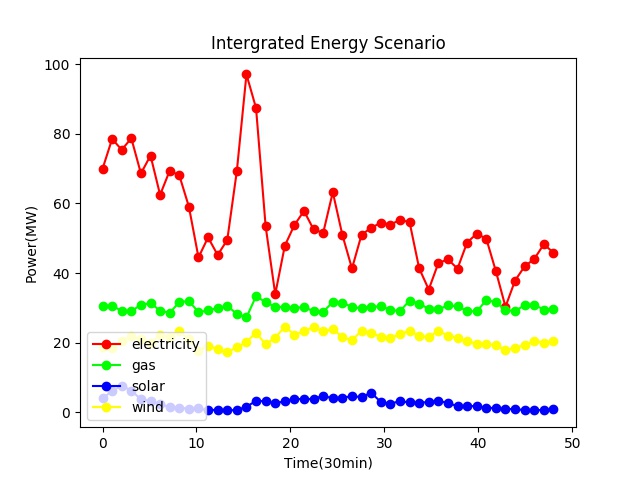 Intergrated Energy Scenario
100
80
60
40
20
0
Power(MW)
electricity
gas
solar
wind
0 10 20 30 40 50
Time(30min)